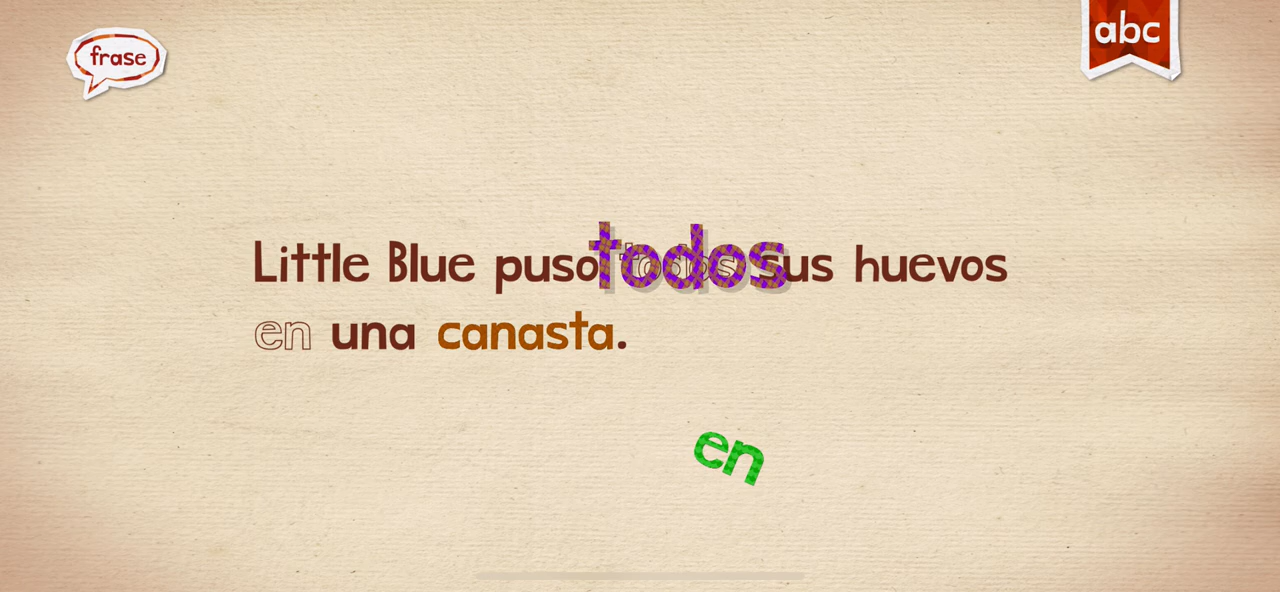 frase
abc
Little Blue puso todos sus huevos
en una canasta.
en